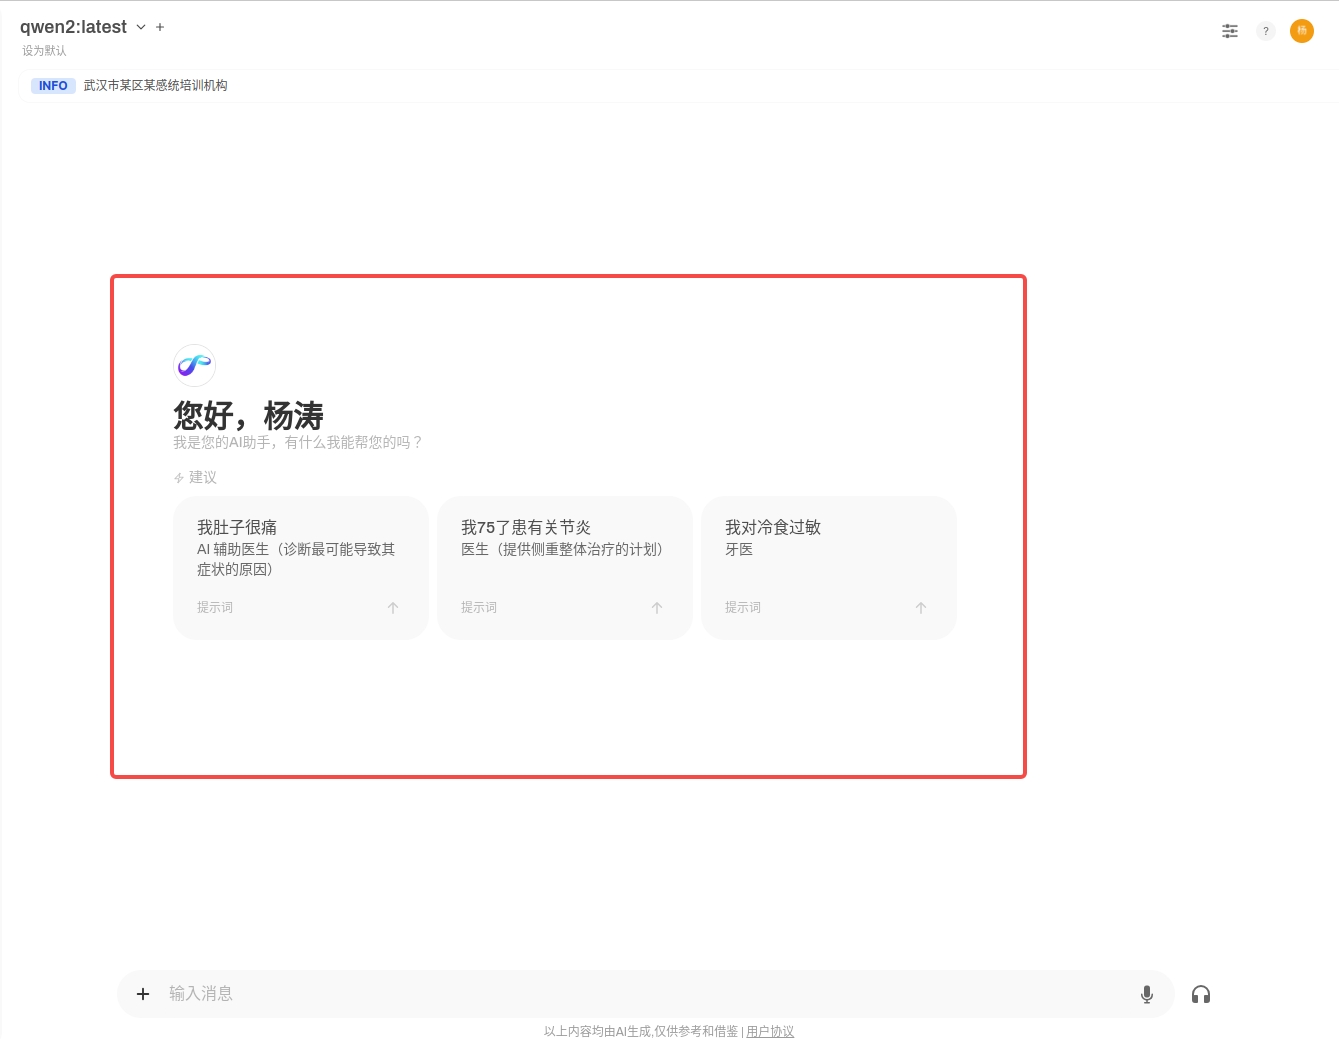 qwen2:latest
设为默认
?
杨
INFO 武汉市某区某感统培训机构
您好，杨涛
我是您的AI助手，有什么我能帮您的吗？
建议
我肚子很痛
AI 辅助医生（诊断最可能导致其
症状的原因）
提示词
我75了患有关节炎
医生（提供侧重整体治疗的计划）
提示词
我对冷食过敏
牙医
提示词
输入消息
以上内容均由AI生成,仅供参考和借鉴 | 用户协议